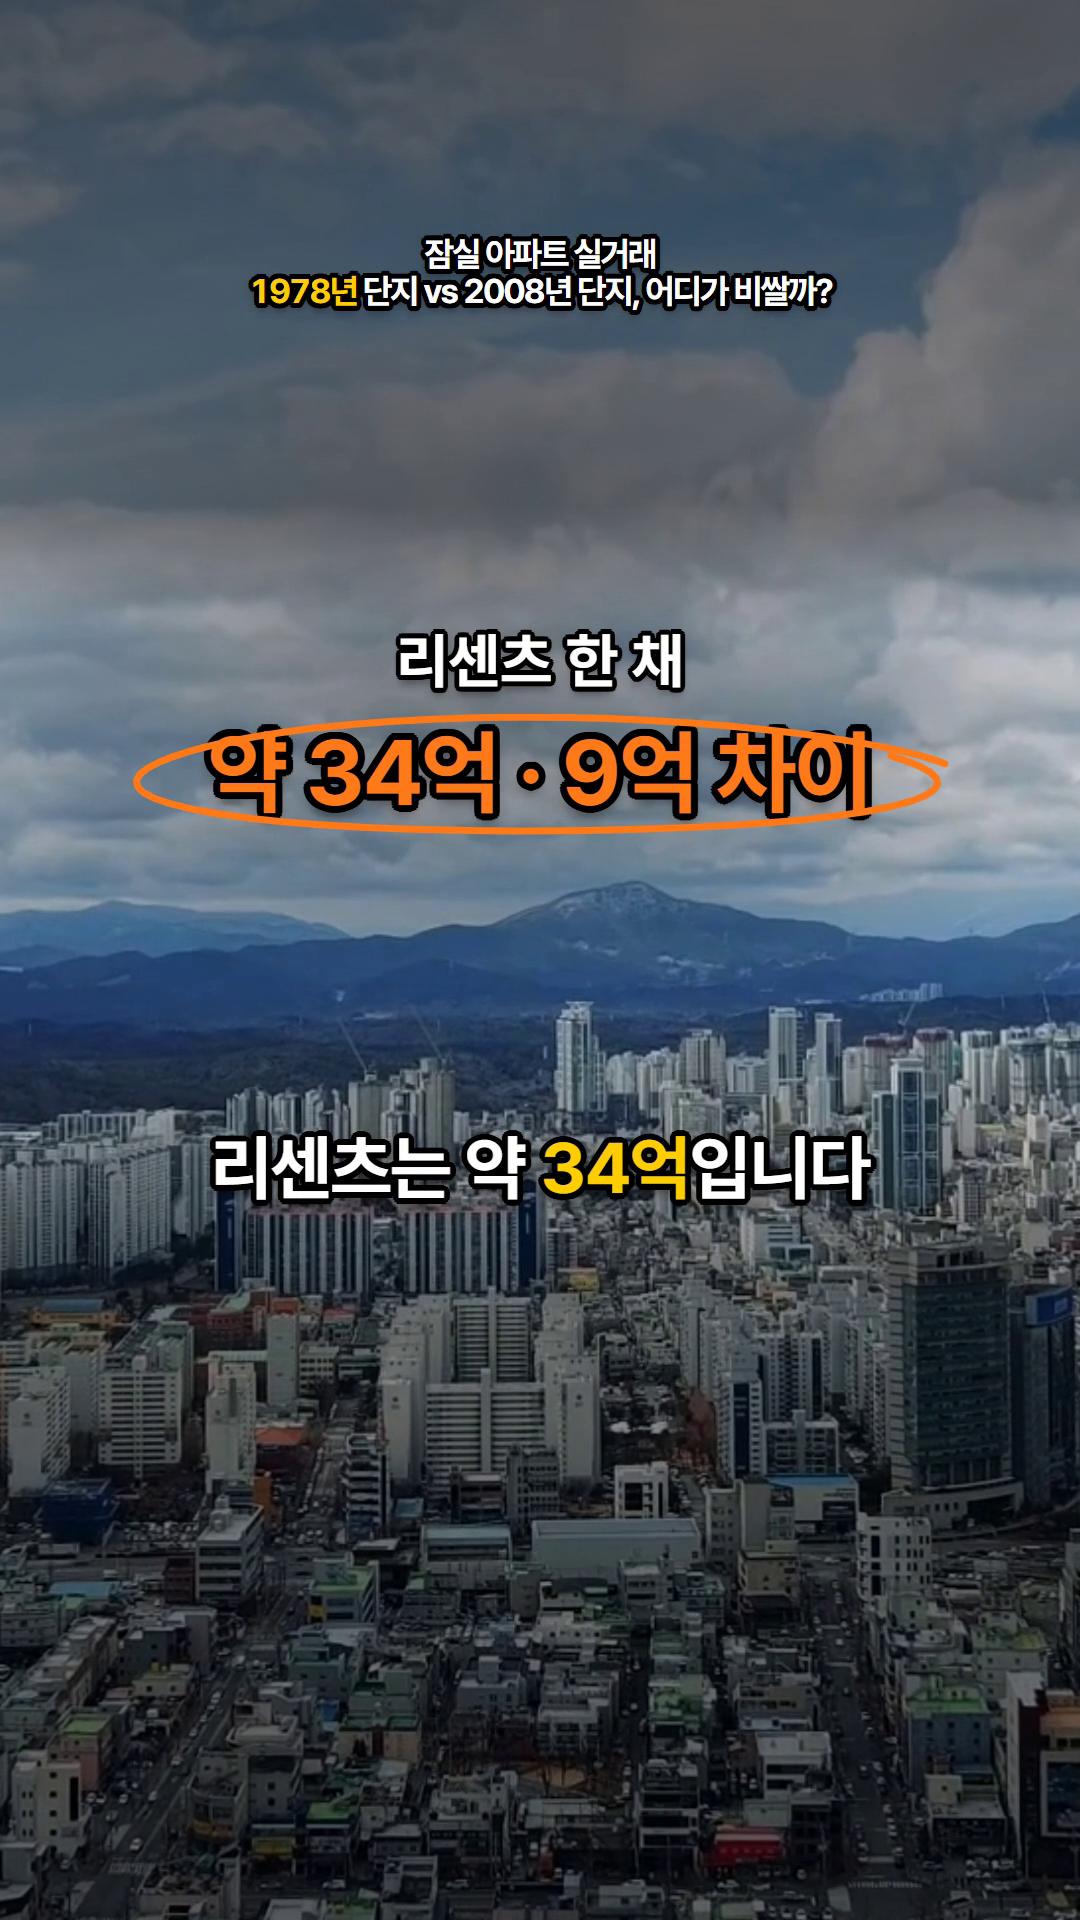 잠실 아파트 실거래
1978년 단지 vs 2008년 단지, 어디가 비쌀까?
리센츠 한 채
약 34억 · 9억 차이
리센츠는 약 34억입니다